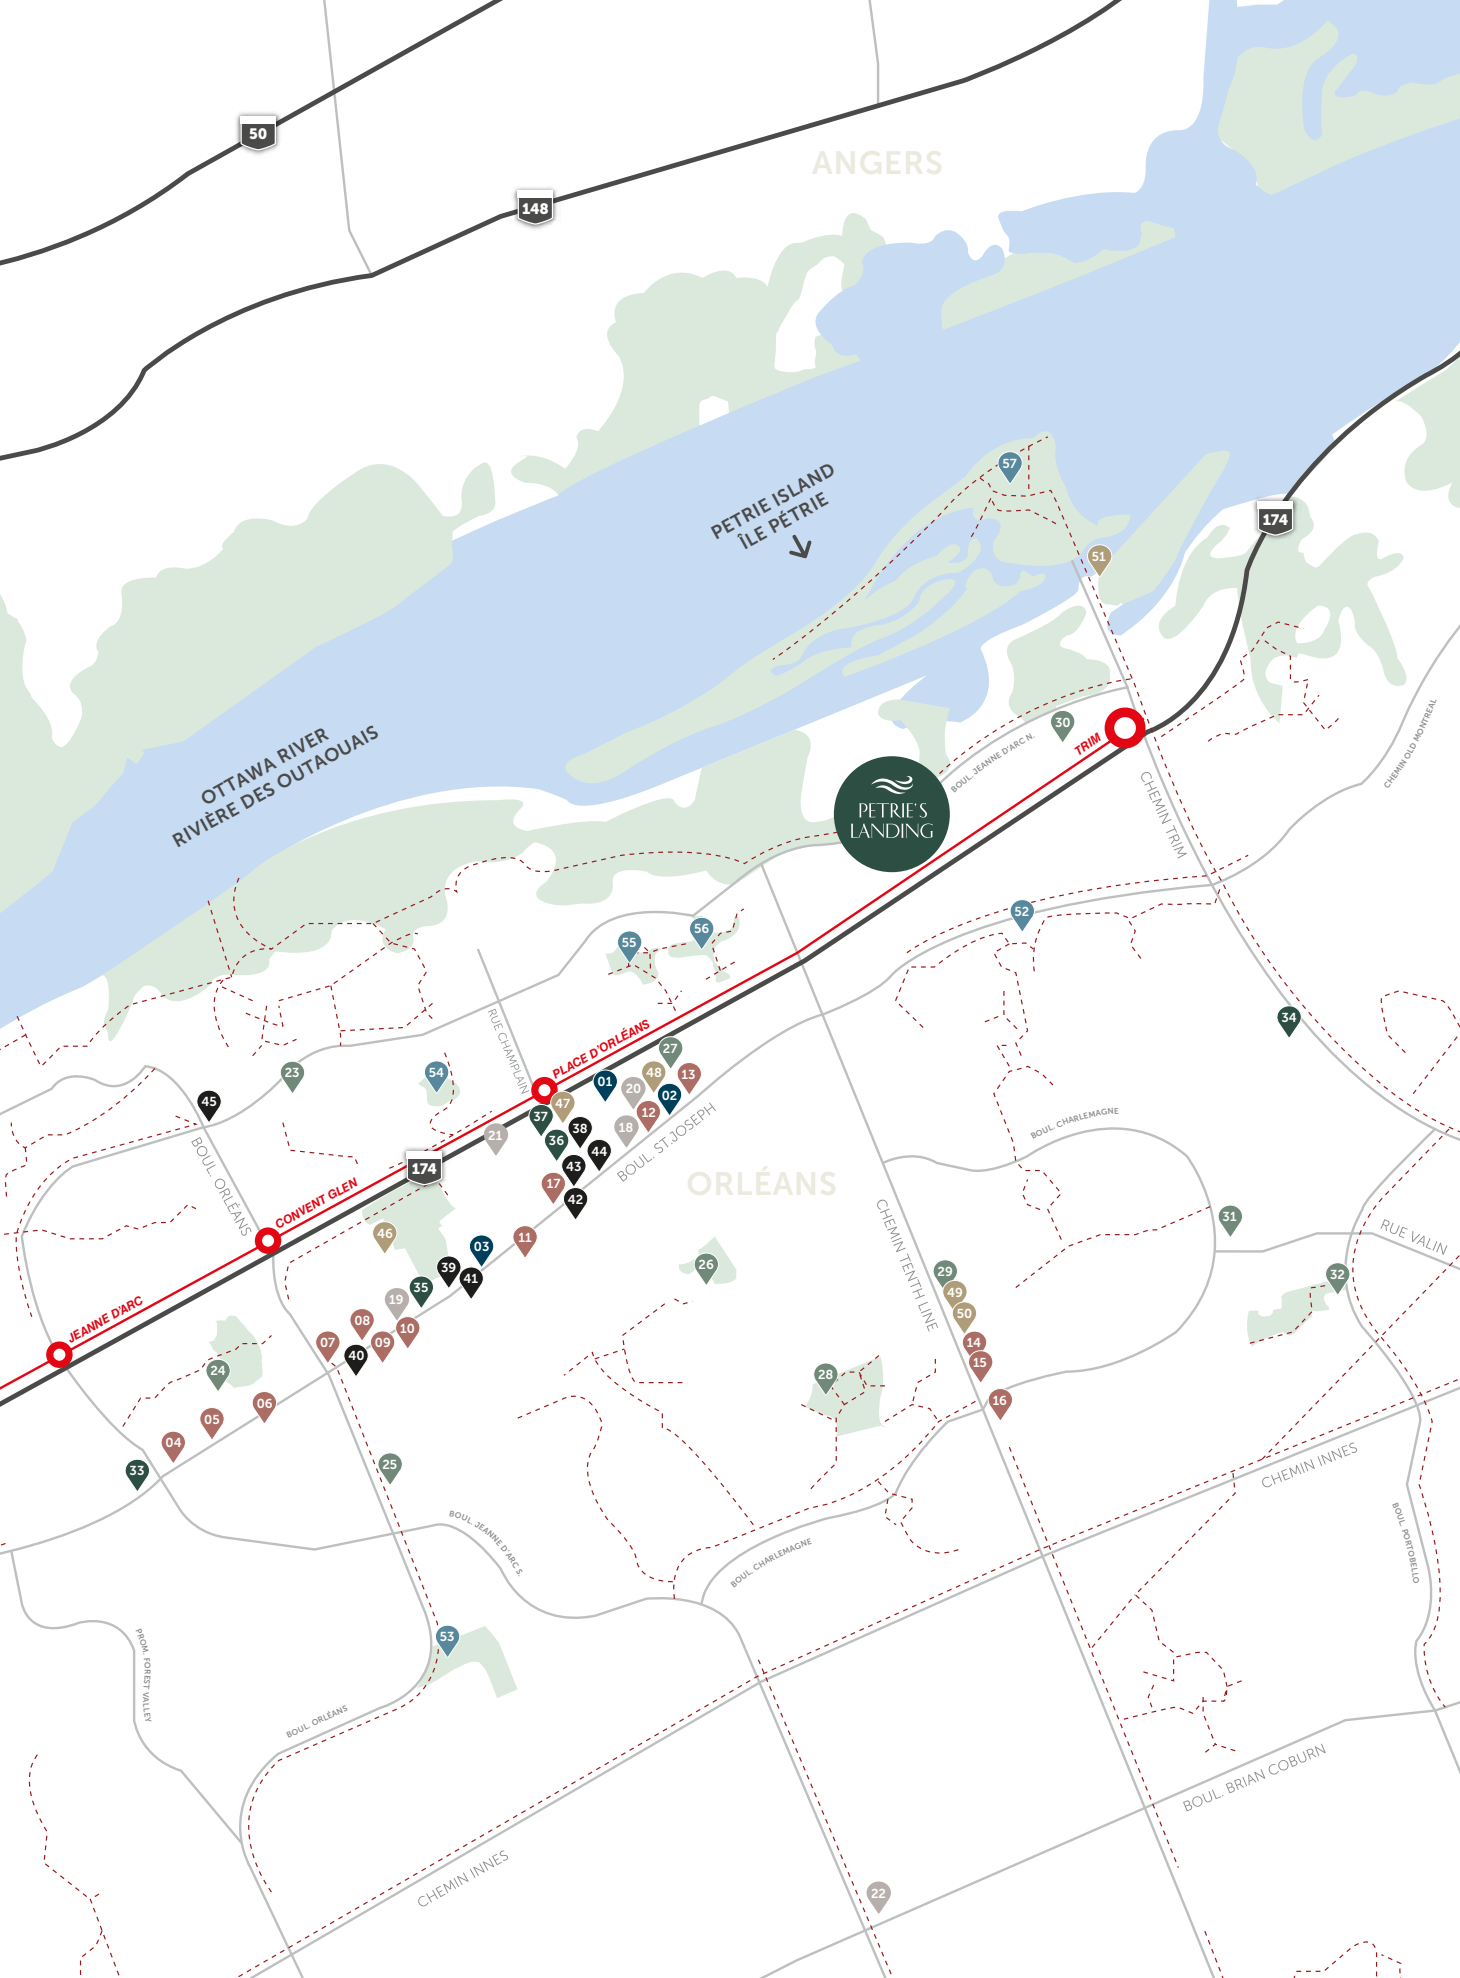 50
148
ANGERS
57
PETRIE ISLAND
ÎLE PÉTRIE
174
51
30
TRIM
BOUL. JEANNE D'ARC N.
CHEMIN OLD MONTREAL
OTTAWA RIVER
RIVIÈRE DES OUTAOUAIS
PETRIE'S
LANDING
CHEMIN TRIM
52
56
55
34
RUE CHAMPLAIN
PLACE D'ORLÉANS
27
23
54
01
20
48
13
02
45
47
37
12
38
18
36
21
44
BOUL. ST.JOSEPH
BOUL. CHARLEMAGNE
174
43
17
42
ORLÉANS
BOUL. ORLÉANS
CONVENT GLEN
46
03
11
CHEMIN TENTH LINE
31
RUE VALIN
39
41
26
29
32
35
19
49
50
JEANNE D'ARC
08
10
07
09
40
14
15
24
28
06
16
05
04
33
25
CHEMIN INNES
BOUL. JEANNE D'ARC S.
BOUL. CHARLEMAGNE
BOUL. PORTOBELLO
53
PROM. FOREST VALLEY
BOUL. ORLÉANS
BOUL. BRIAN COBURN
CHEMIN INNES
22